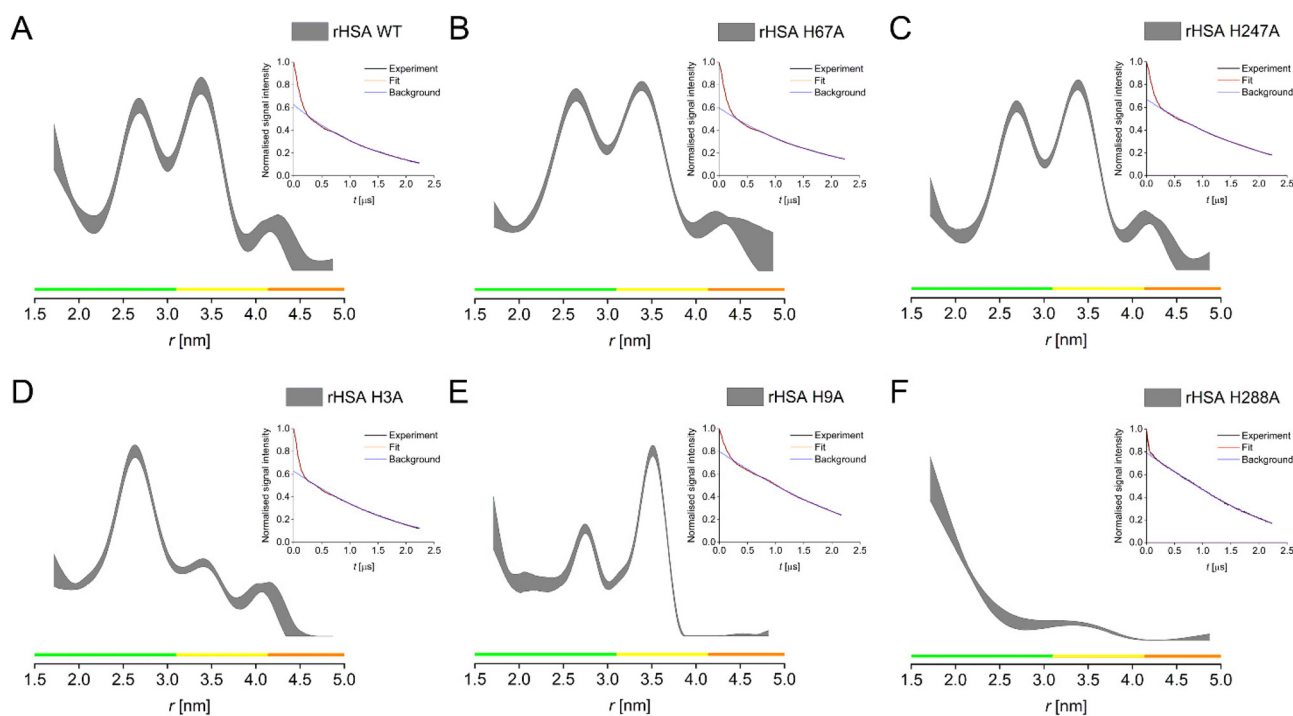 A
rHSA WT
Normalised signal intensity
1.0
0.8
0.6
0.4
0.2
0.0
Experiment
Fit
Background
0.0 0.5 1.0 1.5 2.0 2.5
t [μs]
1.5 2.0 2.5 3.0 3.5 4.0 4.5 5.0
r [nm]
B
rHSA H67A
Normalised signal intensity
1.0
0.8
0.6
0.4
0.2
0.0
Experiment
Fit
Background
0.0 0.5 1.0 1.5 2.0 2.5
t [μs]
1.5 2.0 2.5 3.0 3.5 4.0 4.5 5.0
r [nm]
C
rHSA H247A
Normalised signal intensity
1.0
0.8
0.6
0.4
0.2
0.0
Experiment
Fit
Background
0.0 0.5 1.0 1.5 2.0 2.5
t [μs]
1.5 2.0 2.5 3.0 3.5 4.0 4.5 5.0
r [nm]
D
rHSA H3A
Normalised signal intensity
1.0
0.8
0.6
0.4
0.2
0.0
Experiment
Fit
Background
0.0 0.5 1.0 1.5 2.0 2.5
t [μs]
1.5 2.0 2.5 3.0 3.5 4.0 4.5 5.0
r [nm]
E
rHSA H9A
Normalised signal intensity
1.0
0.8
0.6
0.4
0.2
0.0
Experiment
Fit
Background
0.0 0.5 1.0 1.5 2.0 2.5
t [μs]
1.5 2.0 2.5 3.0 3.5 4.0 4.5 5.0
r [nm]
F
rHSA H288A
Normalised signal intensity
1.0
0.8
0.6
0.4
0.2
0.0
Experiment
Fit
Background
0.0 0.5 1.0 1.5 2.0 2.5
t [μs]
1.5 2.0 2.5 3.0 3.5 4.0 4.5 5.0
r [nm]